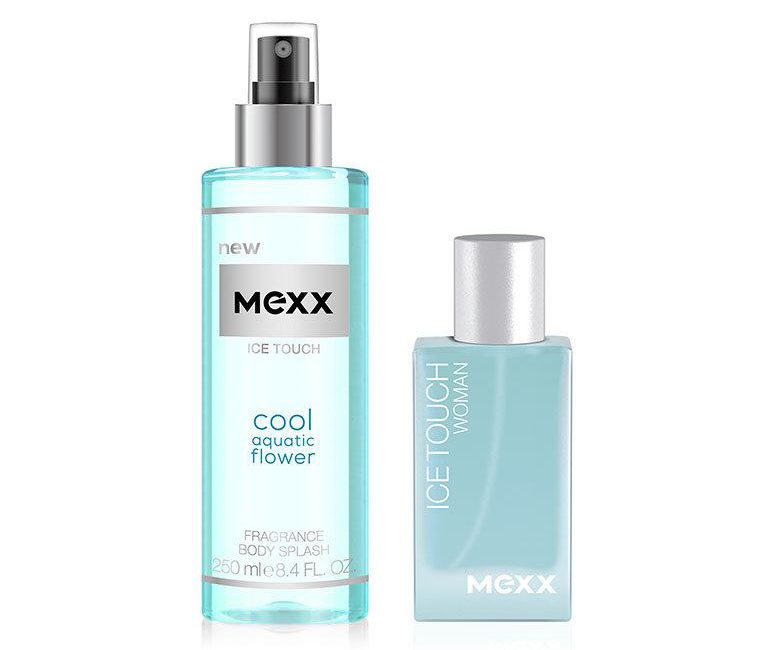 new
mexx
ICE TOUCH
cool
aquatic
flower
FRAGRANCE
BODY SPLASH
250 ml e 8.4 FL. OZ.
ICE TOUCH
WOMAN
mexx